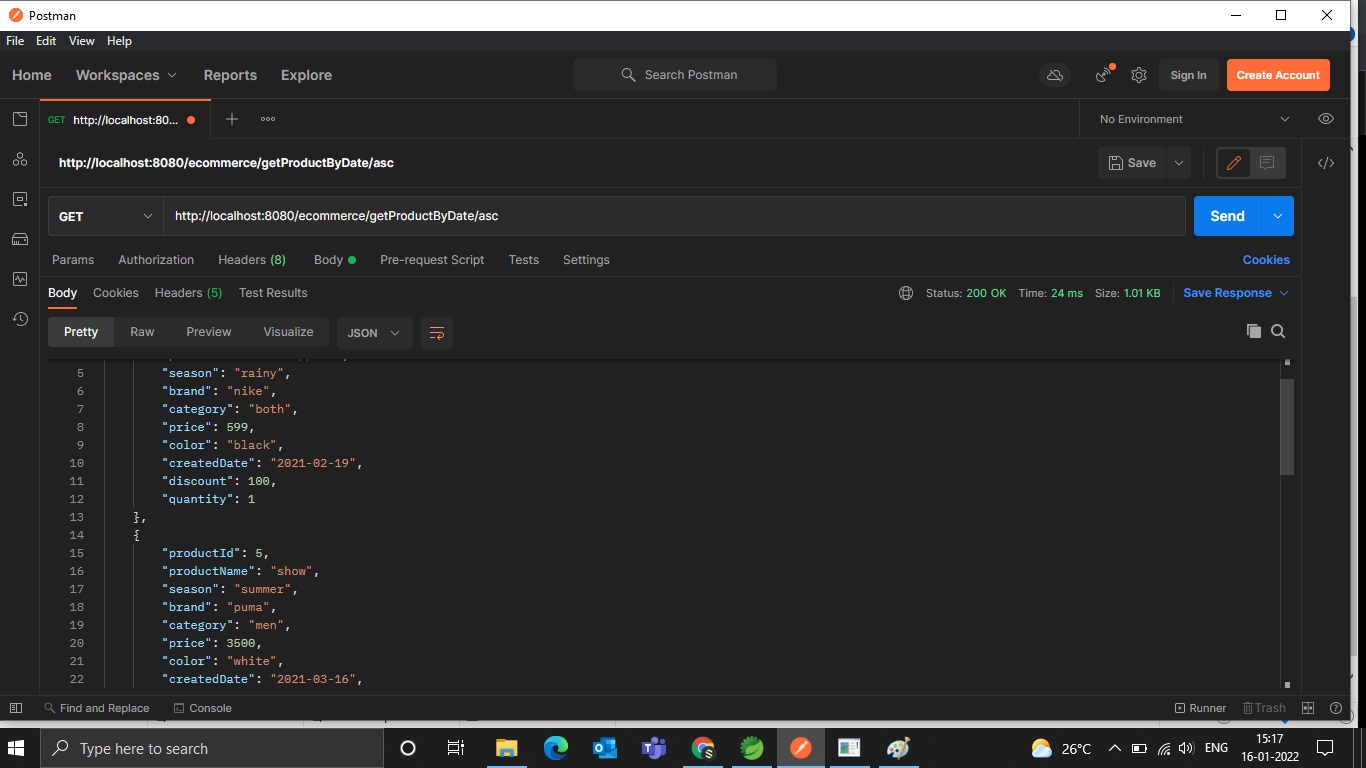 Postman
File Edit View Help
Home Workspaces Reports Explore Search Postman Sign In Create Account
GET http://localhost:80... ooo No Environment
http://localhost:8080/ecommerce/getProductByDate/asc Save
GET http://localhost:8080/ecommerce/getProductByDate/asc Send
Params Authorization Headers (8) Body Pre-request Script Tests Settings Cookies
Body Cookies Headers (5) Test Results Status: 200 OK Time: 24 ms Size: 1.01 KB Save Response
Pretty Raw Preview Visualize JSON
5 "season": "rainy",
6 "brand": "nike",
7 "category": "both",
8 "price": 599,
9 "color": "black",
10 "createdDate": "2021-02-19",
11 "discount": 100,
12 "quantity": 1
13 },
14 {
15 "productId": 5,
16 "productName": "show",
17 "season": "summer",
18 "brand": "puma",
19 "category": "men",
20 "price": 3500,
21 "color": "white",
22 "createdDate": "2021-03-16",
Find and Replace Console Runner Trash
Type here to search 26°C ENG 15:17
16-01-2022